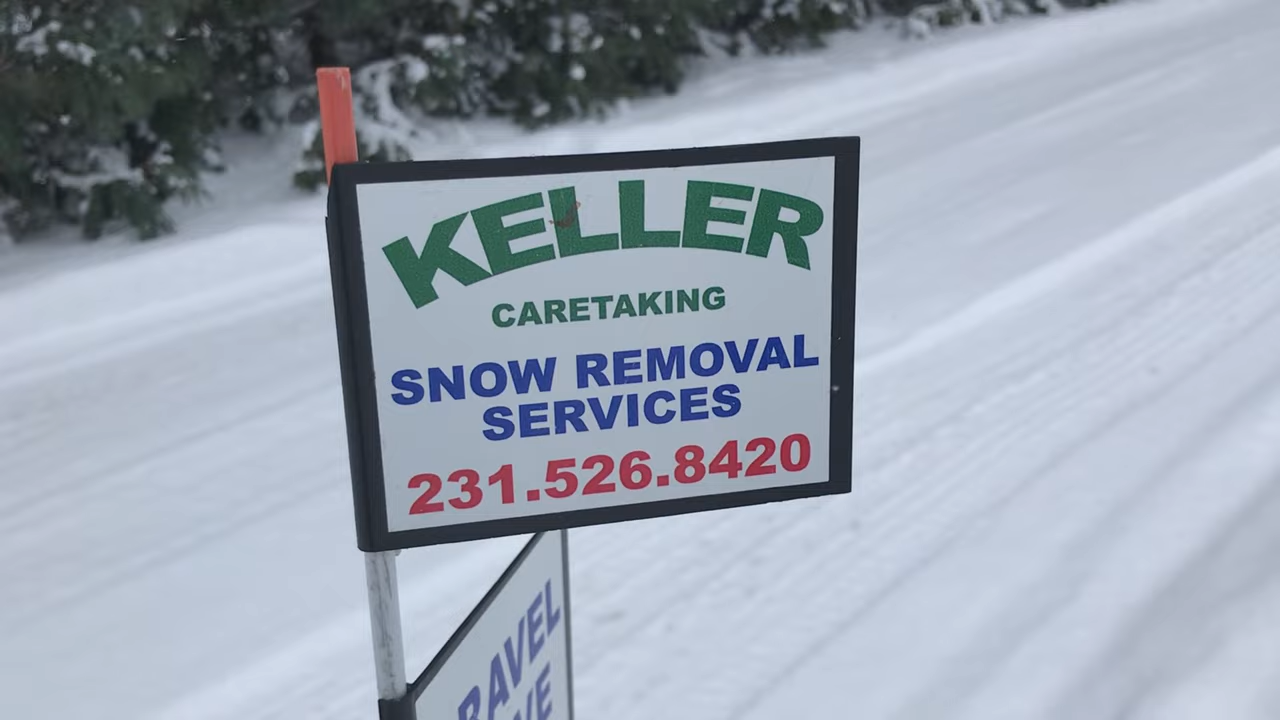 KELLER
CARETAKING
SNOW REMOVAL
SERVICES
231.526.8420